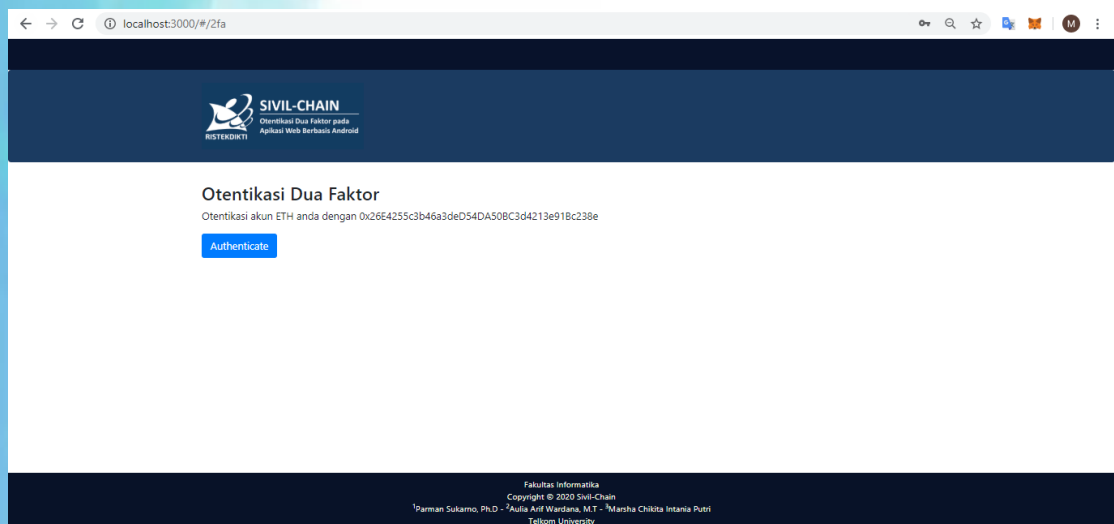 localhost:3000/#/2fa
M
SIVIL-CHAIN
Otentikasi Dua Faktor pada
Apikasi Web Berbasis Android
RISTEKDIKTI
Otentikasi Dua Faktor
Otentikasi akun ETH anda dengan 0x26E4255c3b46a3deD54DA50BC3d4213e91Bc238e
Authenticate
Fakultas Informatika
Copyright © 2020 Sivil-Chain
¹Parman Sukarno, Ph.D - ²Aulia Arif Wardana, M.T - ³Marsha Chikita Intania Putri
Telkom University